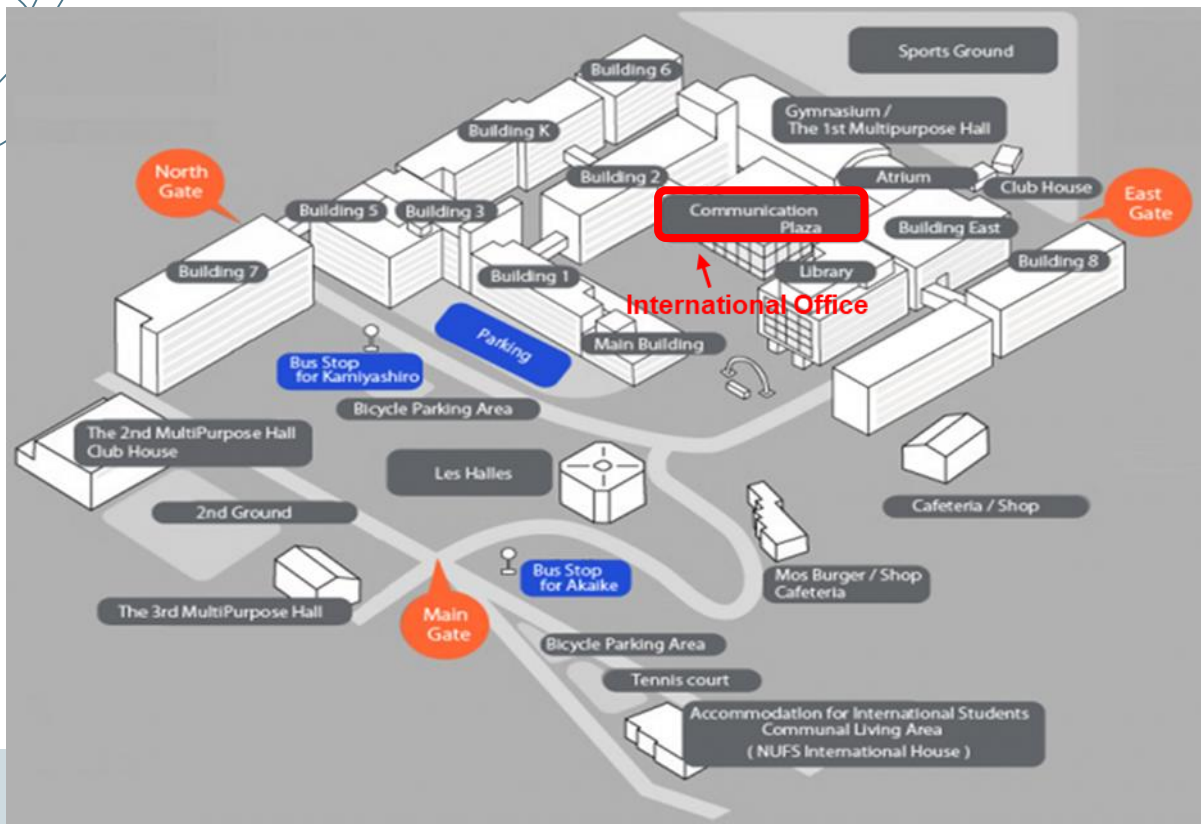 Sports Ground
Building 6
Gymnasium /
The 1st Multipurpose Hall
Building K
North
Gate
Building 2
Atrium
Club House
East
Gate
Building 5
Building 3
Communication
Plaza
Building East
Building 7
Building 1
Library
Building 8
International Office
Parking
Main Building
Bus Stop
for Kamiyashiro
Bicycle Parking Area
The 2nd MultiPurpose Hall
Club House
Les Halles
2nd Ground
Cafeteria / Shop
Bus Stop
for Akaike
Mos Burger / Shop
Cafeteria
The 3rd MultiPurpose Hall
Main
Gate
Bicycle Parking Area
Tennis court
Accommodation for International Students
Communal Living Area
( NUFS International House )